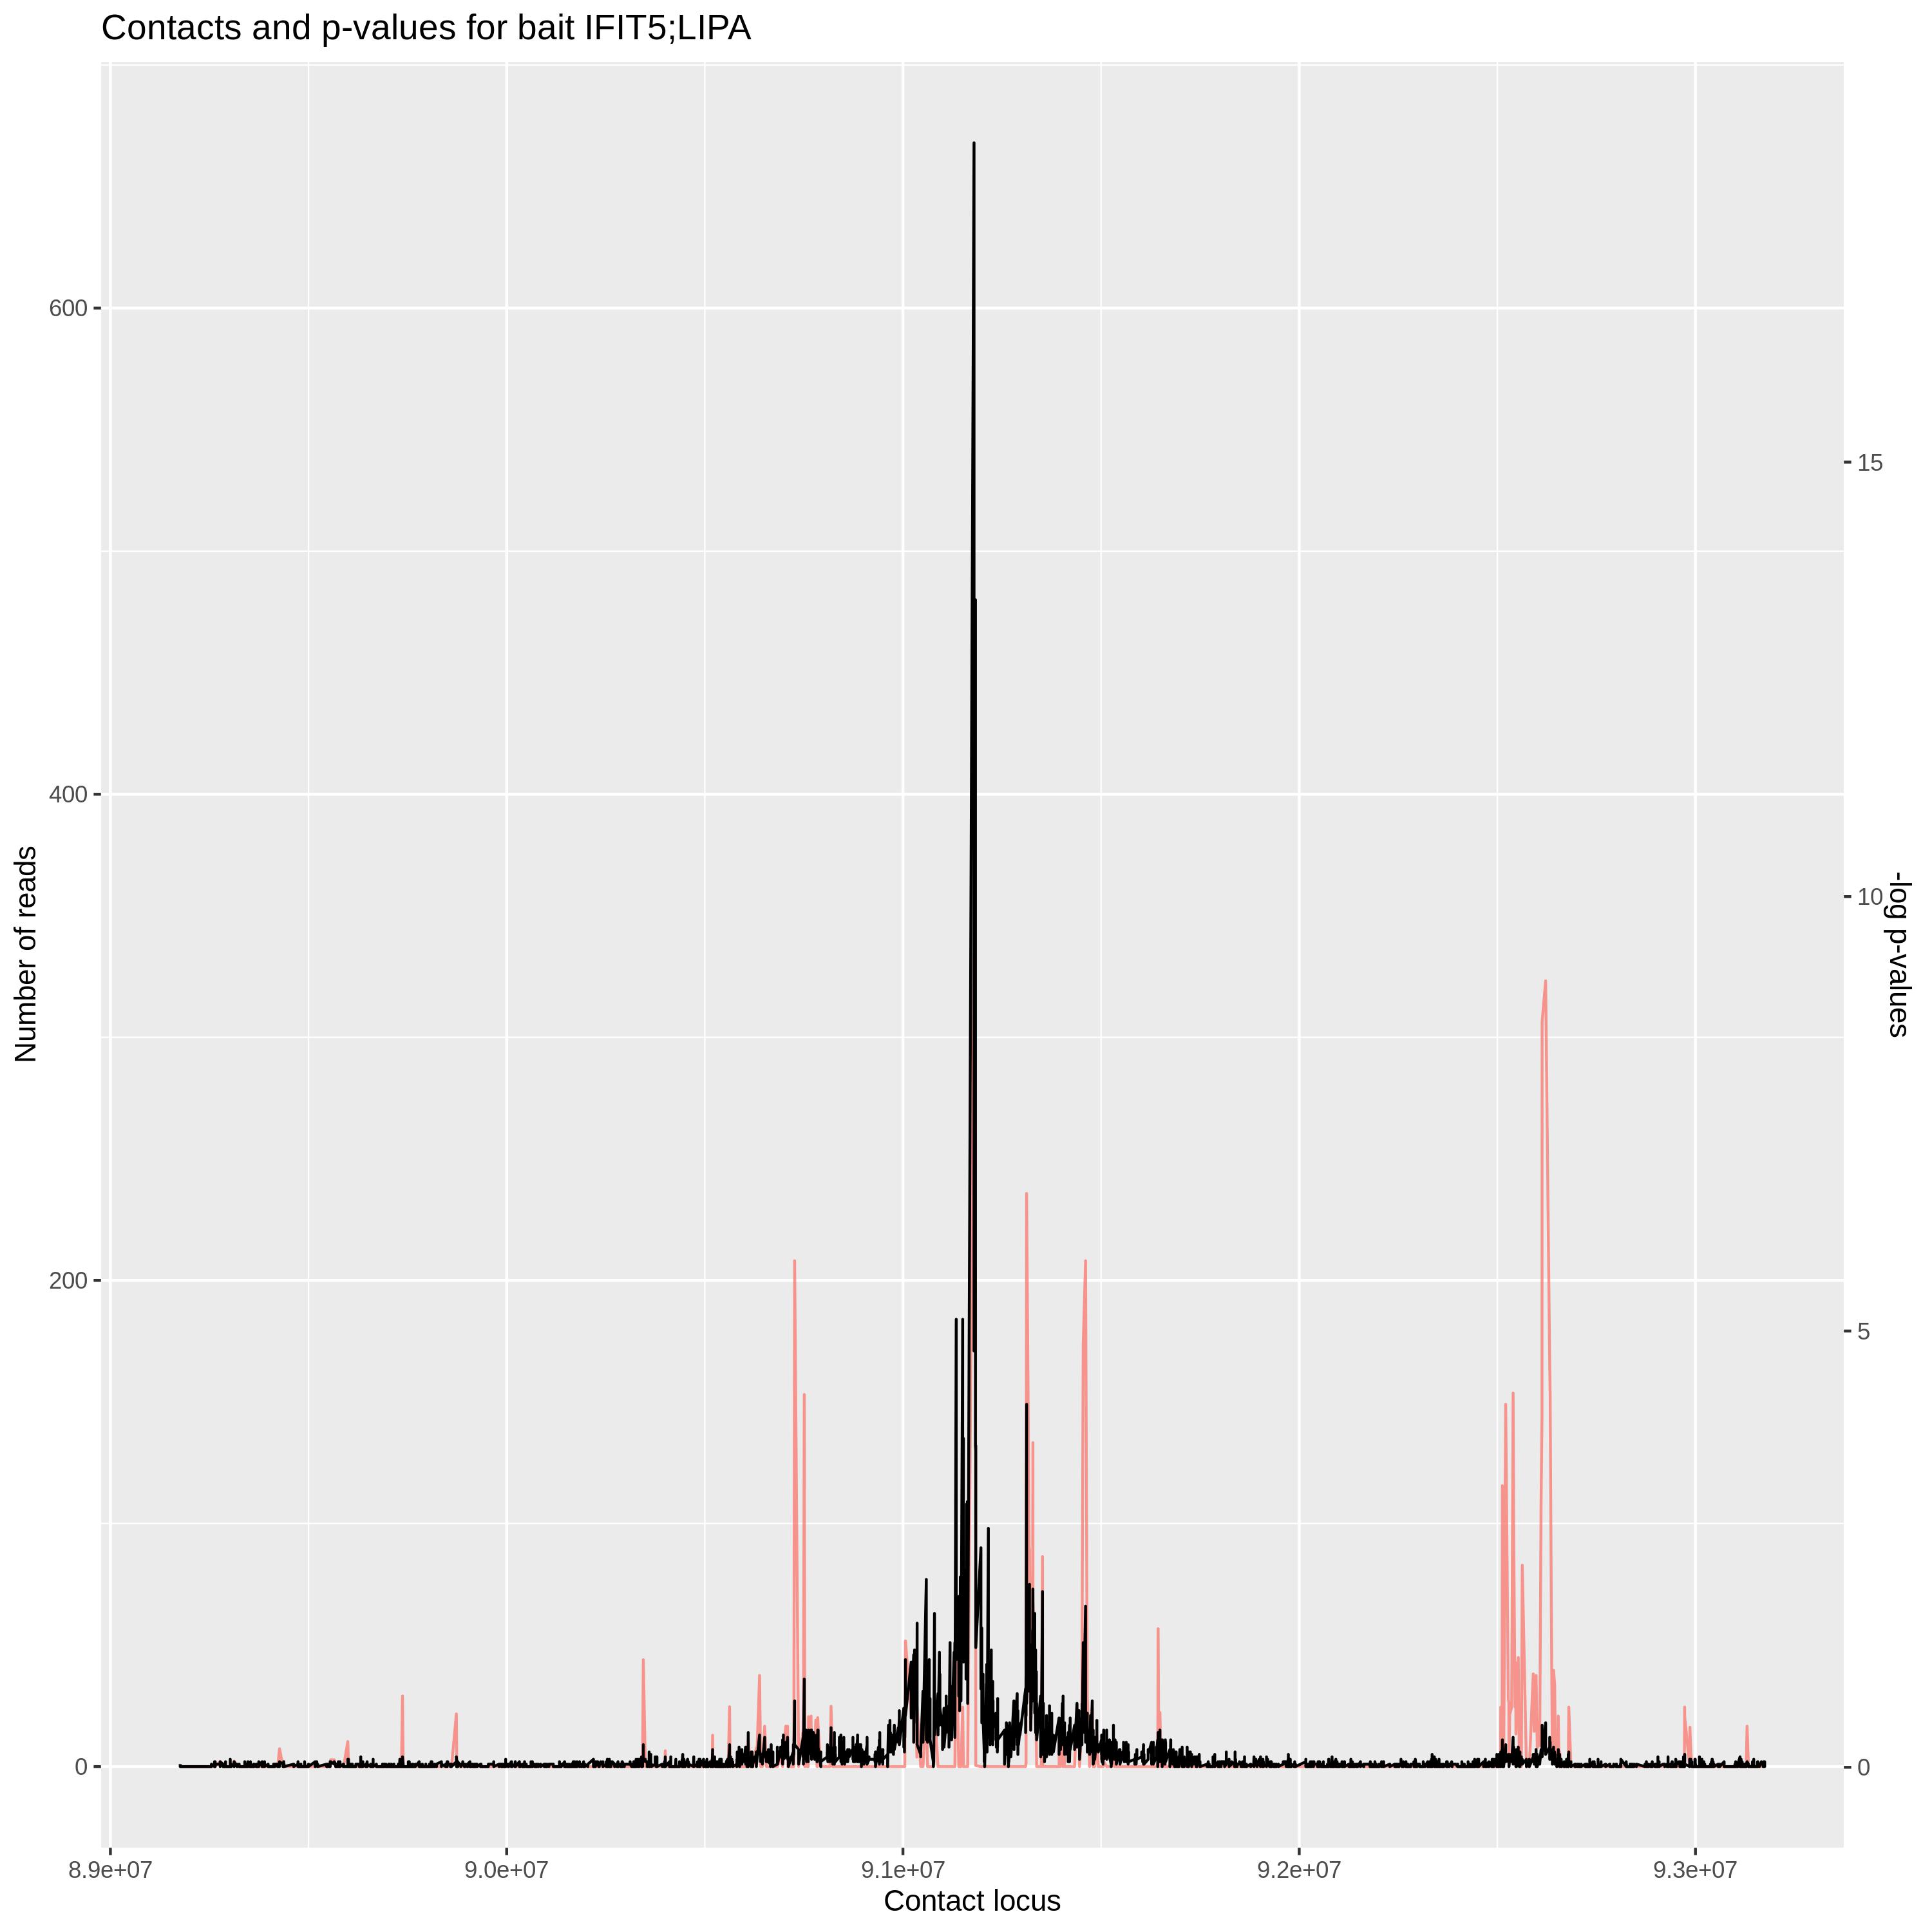 Contacts and p-values for bait IFIT5;LIPA
Number of reads
600
400
200
0
15
10
5
0
-log p-values
8.9e+07
9.0e+07
9.1e+07
9.2e+07
9.3e+07
Contact locus